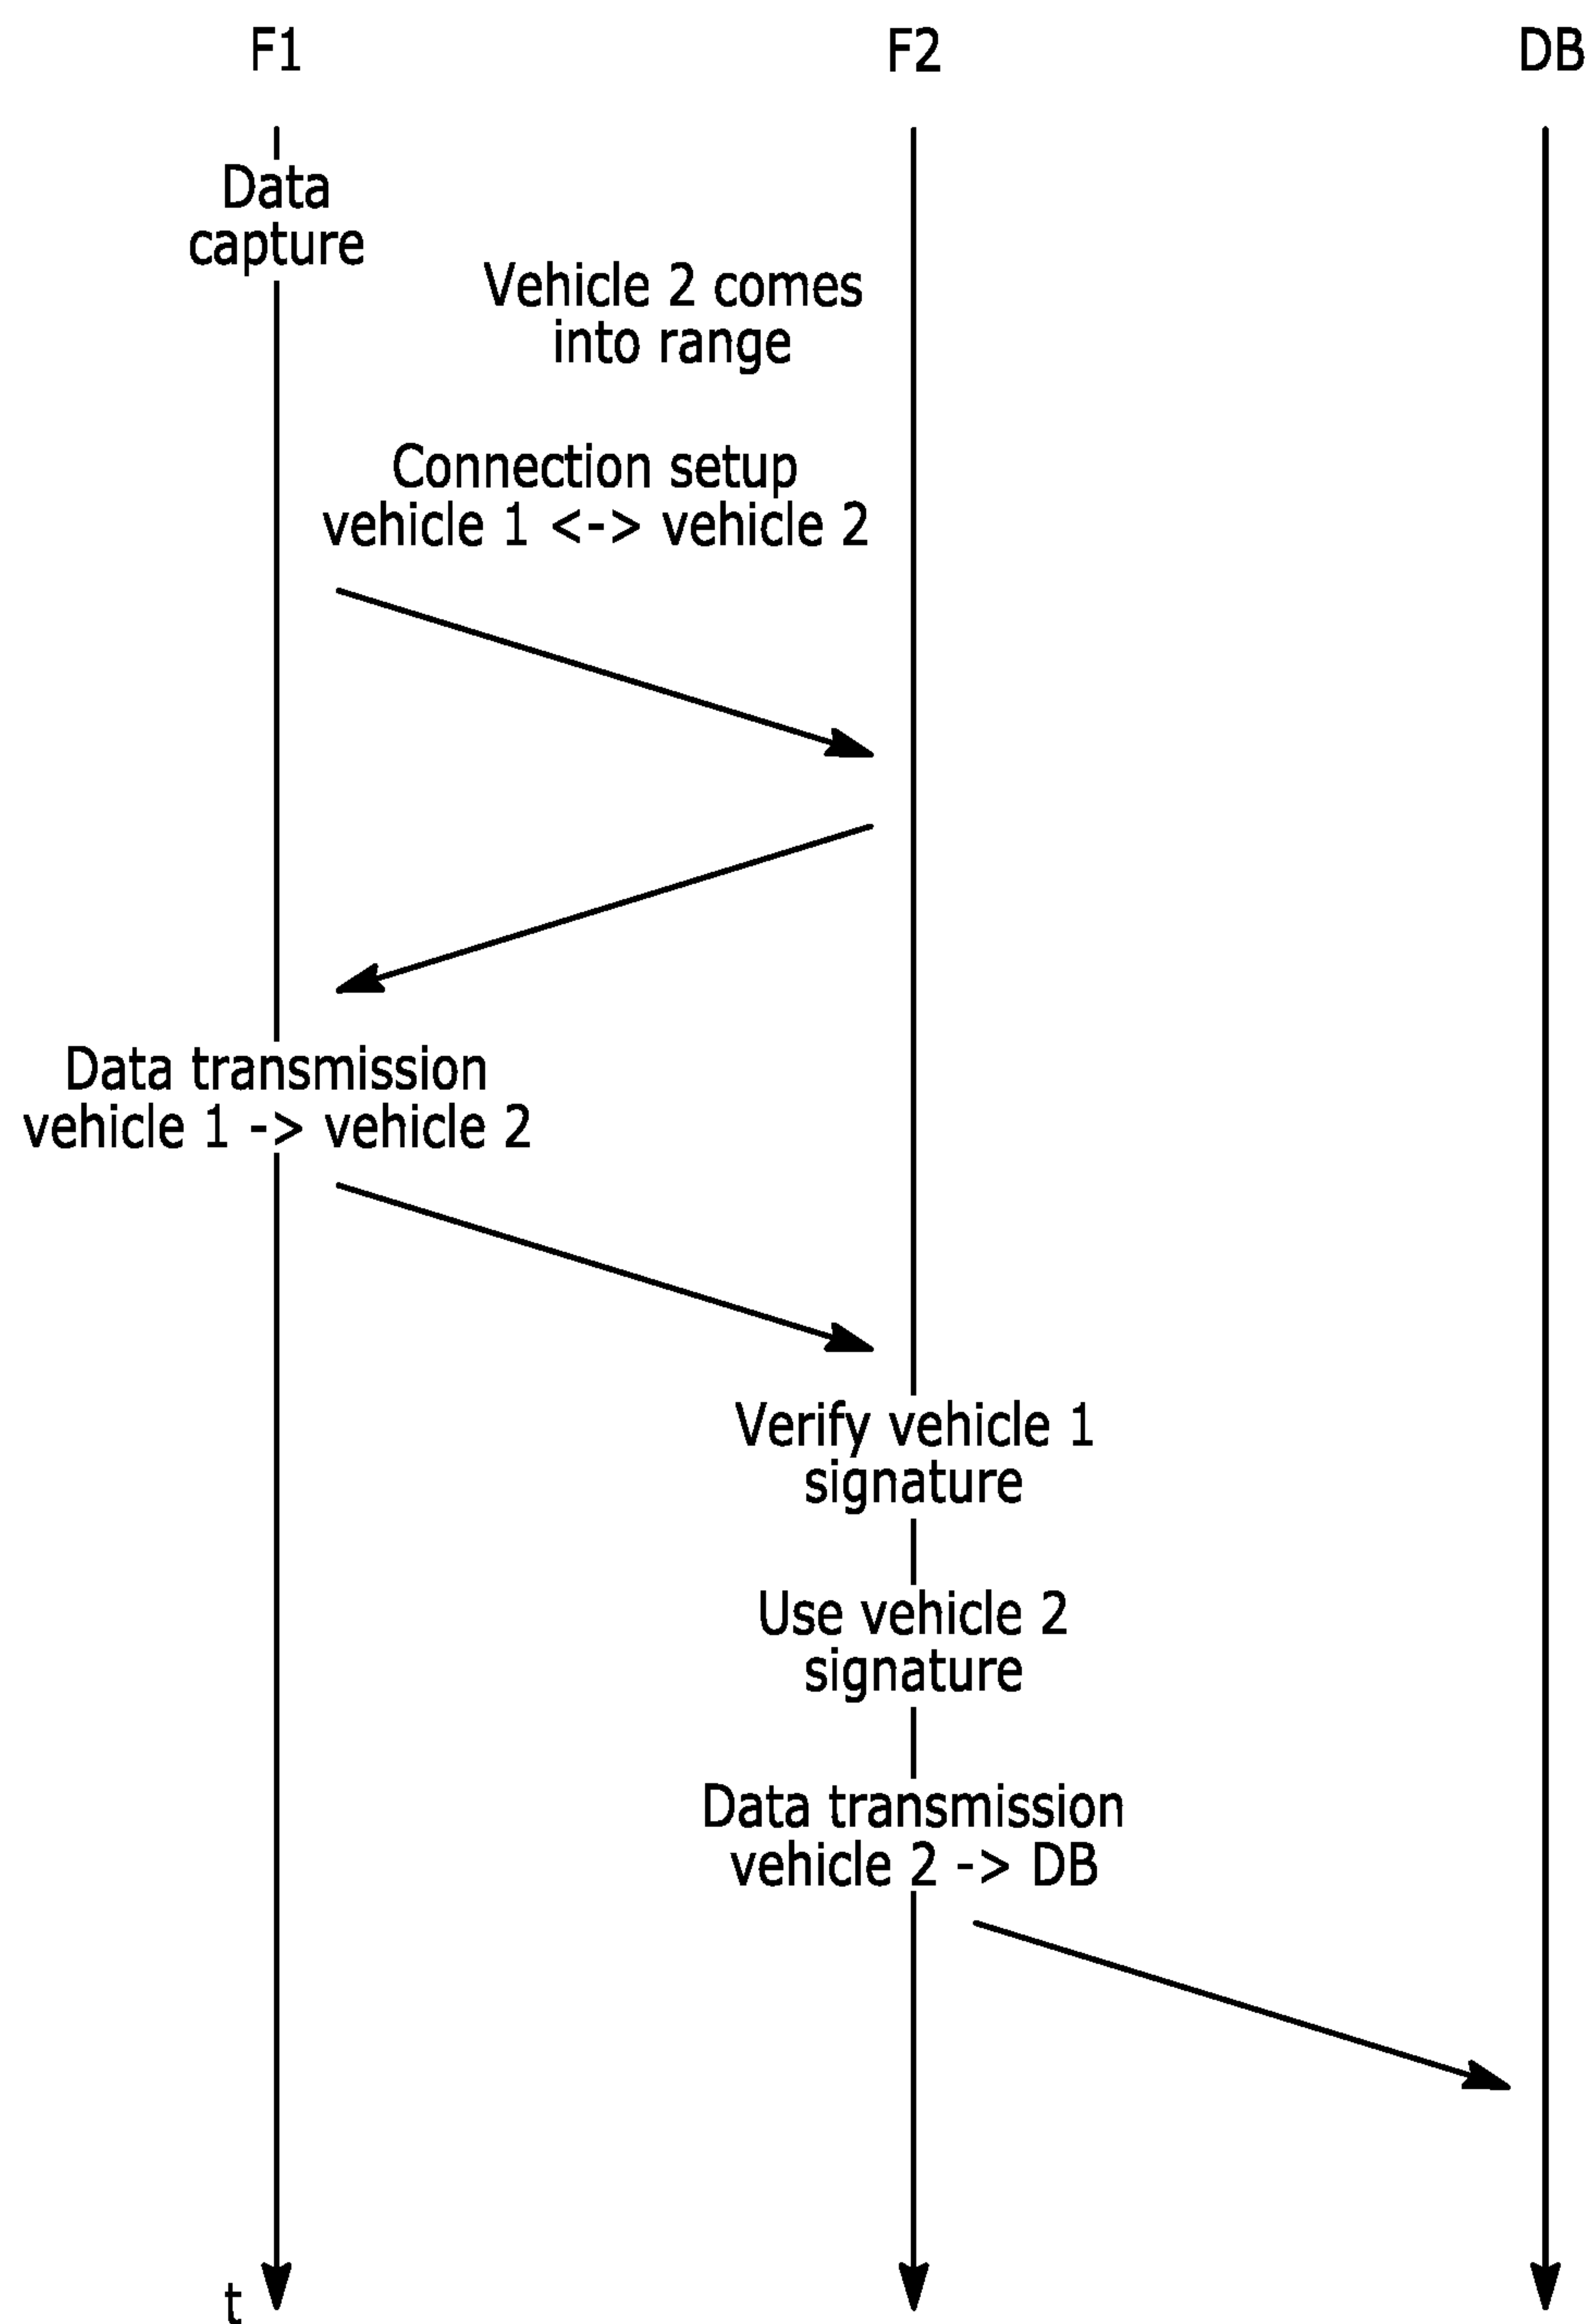 F1
F2
DB
Data
capture
Vehicle 2 comes
into range
Connection setup
vehicle 1 <-> vehicle 2
Data transmission
vehicle 1 -> vehicle 2
Verify vehicle 1
signature
Use vehicle 2
signature
Data transmission
vehicle 2 -> DB
t